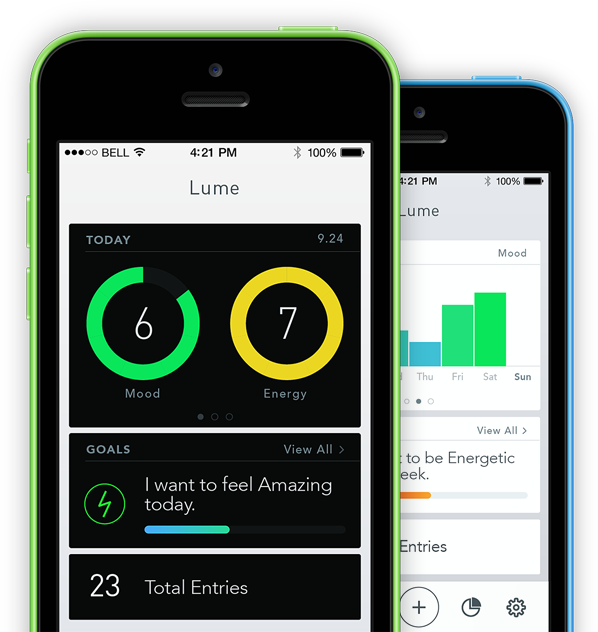 BELL 4:21 PM 100%
Lume
TODAY 9.24
6 7
Mood Energy
GOALS View All >
I want to feel Amazing
today.
23 Total Entries
4:21 PM 100%
Lume
Mood
Thu Fri Sat Sun
View All >
to be Energetic
Entries